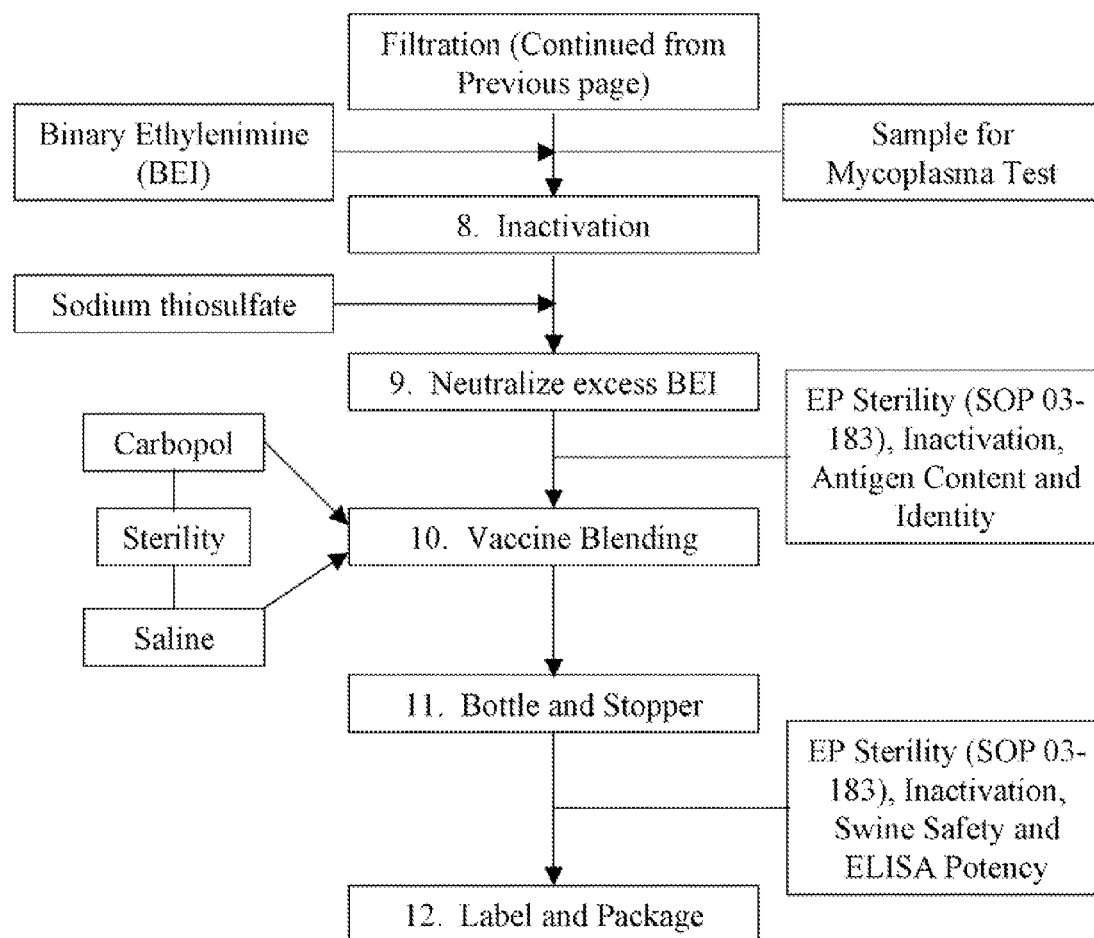 Filtration (Continued from
Previous page)
Binary Ethylenimine
(BEI)
Sample for
Mycoplasma Test
8. Inactivation
Sodium thiosulfate
9. Neutralize excess BEI
EP Sterility (SOP 03-
183), Inactivation,
Antigen Content and
Identity
Carbopol
Sterility
Saline
10. Vaccine Blending
11. Bottle and Stopper
EP Sterility (SOP 03-
183), Inactivation,
Swine Safety and
ELISA Potency
12. Label and Package